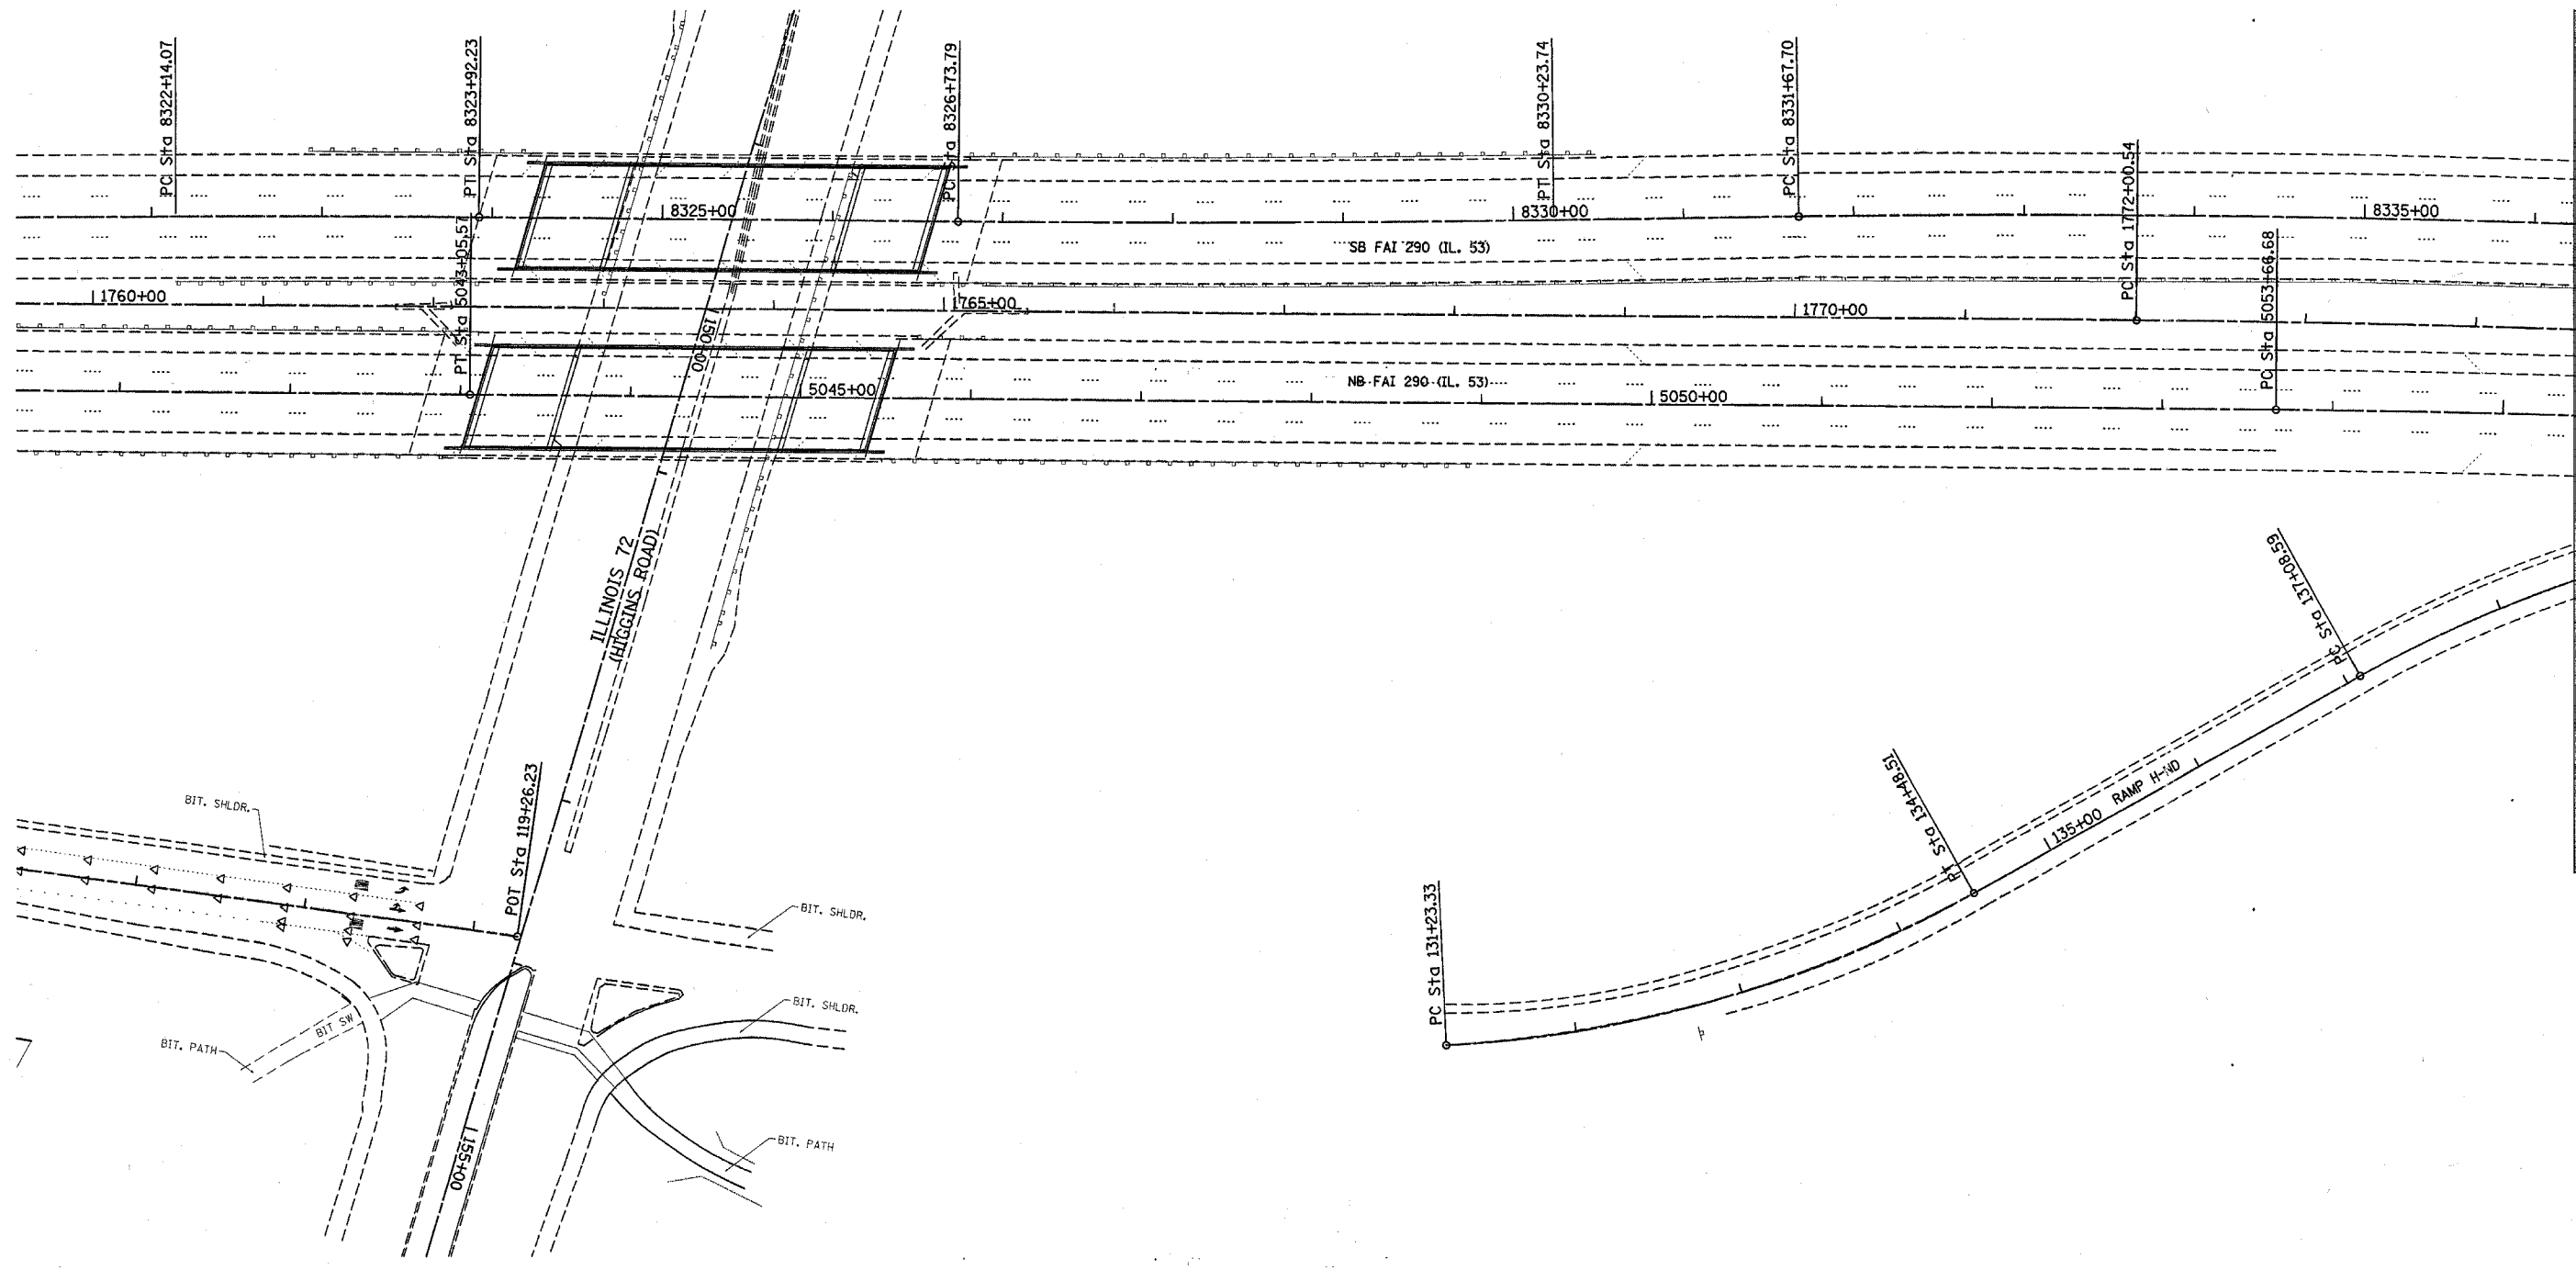 PC Sta 8322+14.07
PT Sta 8323+92.23
PC Sta 8326+73.79
PT Sta 8330+23.74
PC Sta 8331+67.70
PC Sta 1772+00.54
8325+00
8330+00
8335+00
PT Sta 5043+05.57
SB FAI 290 (IL. 53)
PC Sta 5053+66.68
1760+00
1765+00
1770+00
150+00
NB FAI 290 (IL. 53)
5045+00
5050+00
ILLINOIS 72
(HIGGINS ROAD)
PC Sta 137+08.59
POT Sta 119+26.23
PT Sta 134+48.51
RAMP H-ND
135+00
BIT. SHLDR.
PC Sta 131+23.33
BIT. SHLDR.
BIT. SHLDR.
BIT SW
BIT. PATH
BIT. PATH
155+00
7